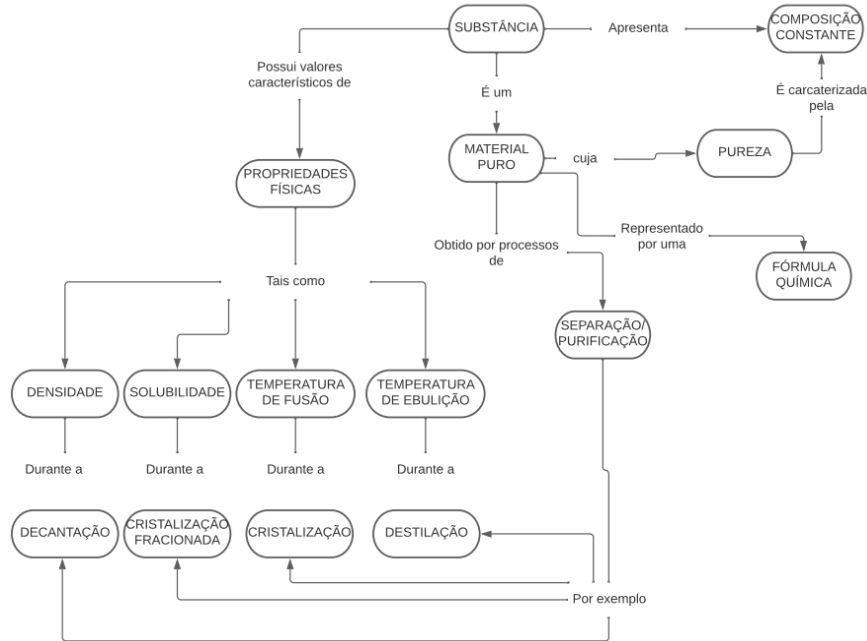 SUBSTÂNCIA
Apresenta
COMPOSIÇÃO
CONSTANTE
Possui valores
característicos de
É um
É carcaterizada
pela
PROPRIEDADES
FÍSICAS
MATERIAL
PURO
cuja
PUREZA
Obtido por processos
de
Representado
por uma
FÓRMULA
QUÍMICA
Tais como
SEPARAÇÃO/
PURIFICAÇÃO
DENSIDADE
SOLUBILIDADE
TEMPERATURA
DE FUSÃO
TEMPERATURA
DE EBULIÇÃO
Durante a
Durante a
Durante a
Durante a
DECANTAÇÃO
CRISTALIZAÇÃO
FRACIONADA
CRISTALIZAÇÃO
DESTILAÇÃO
Por exemplo